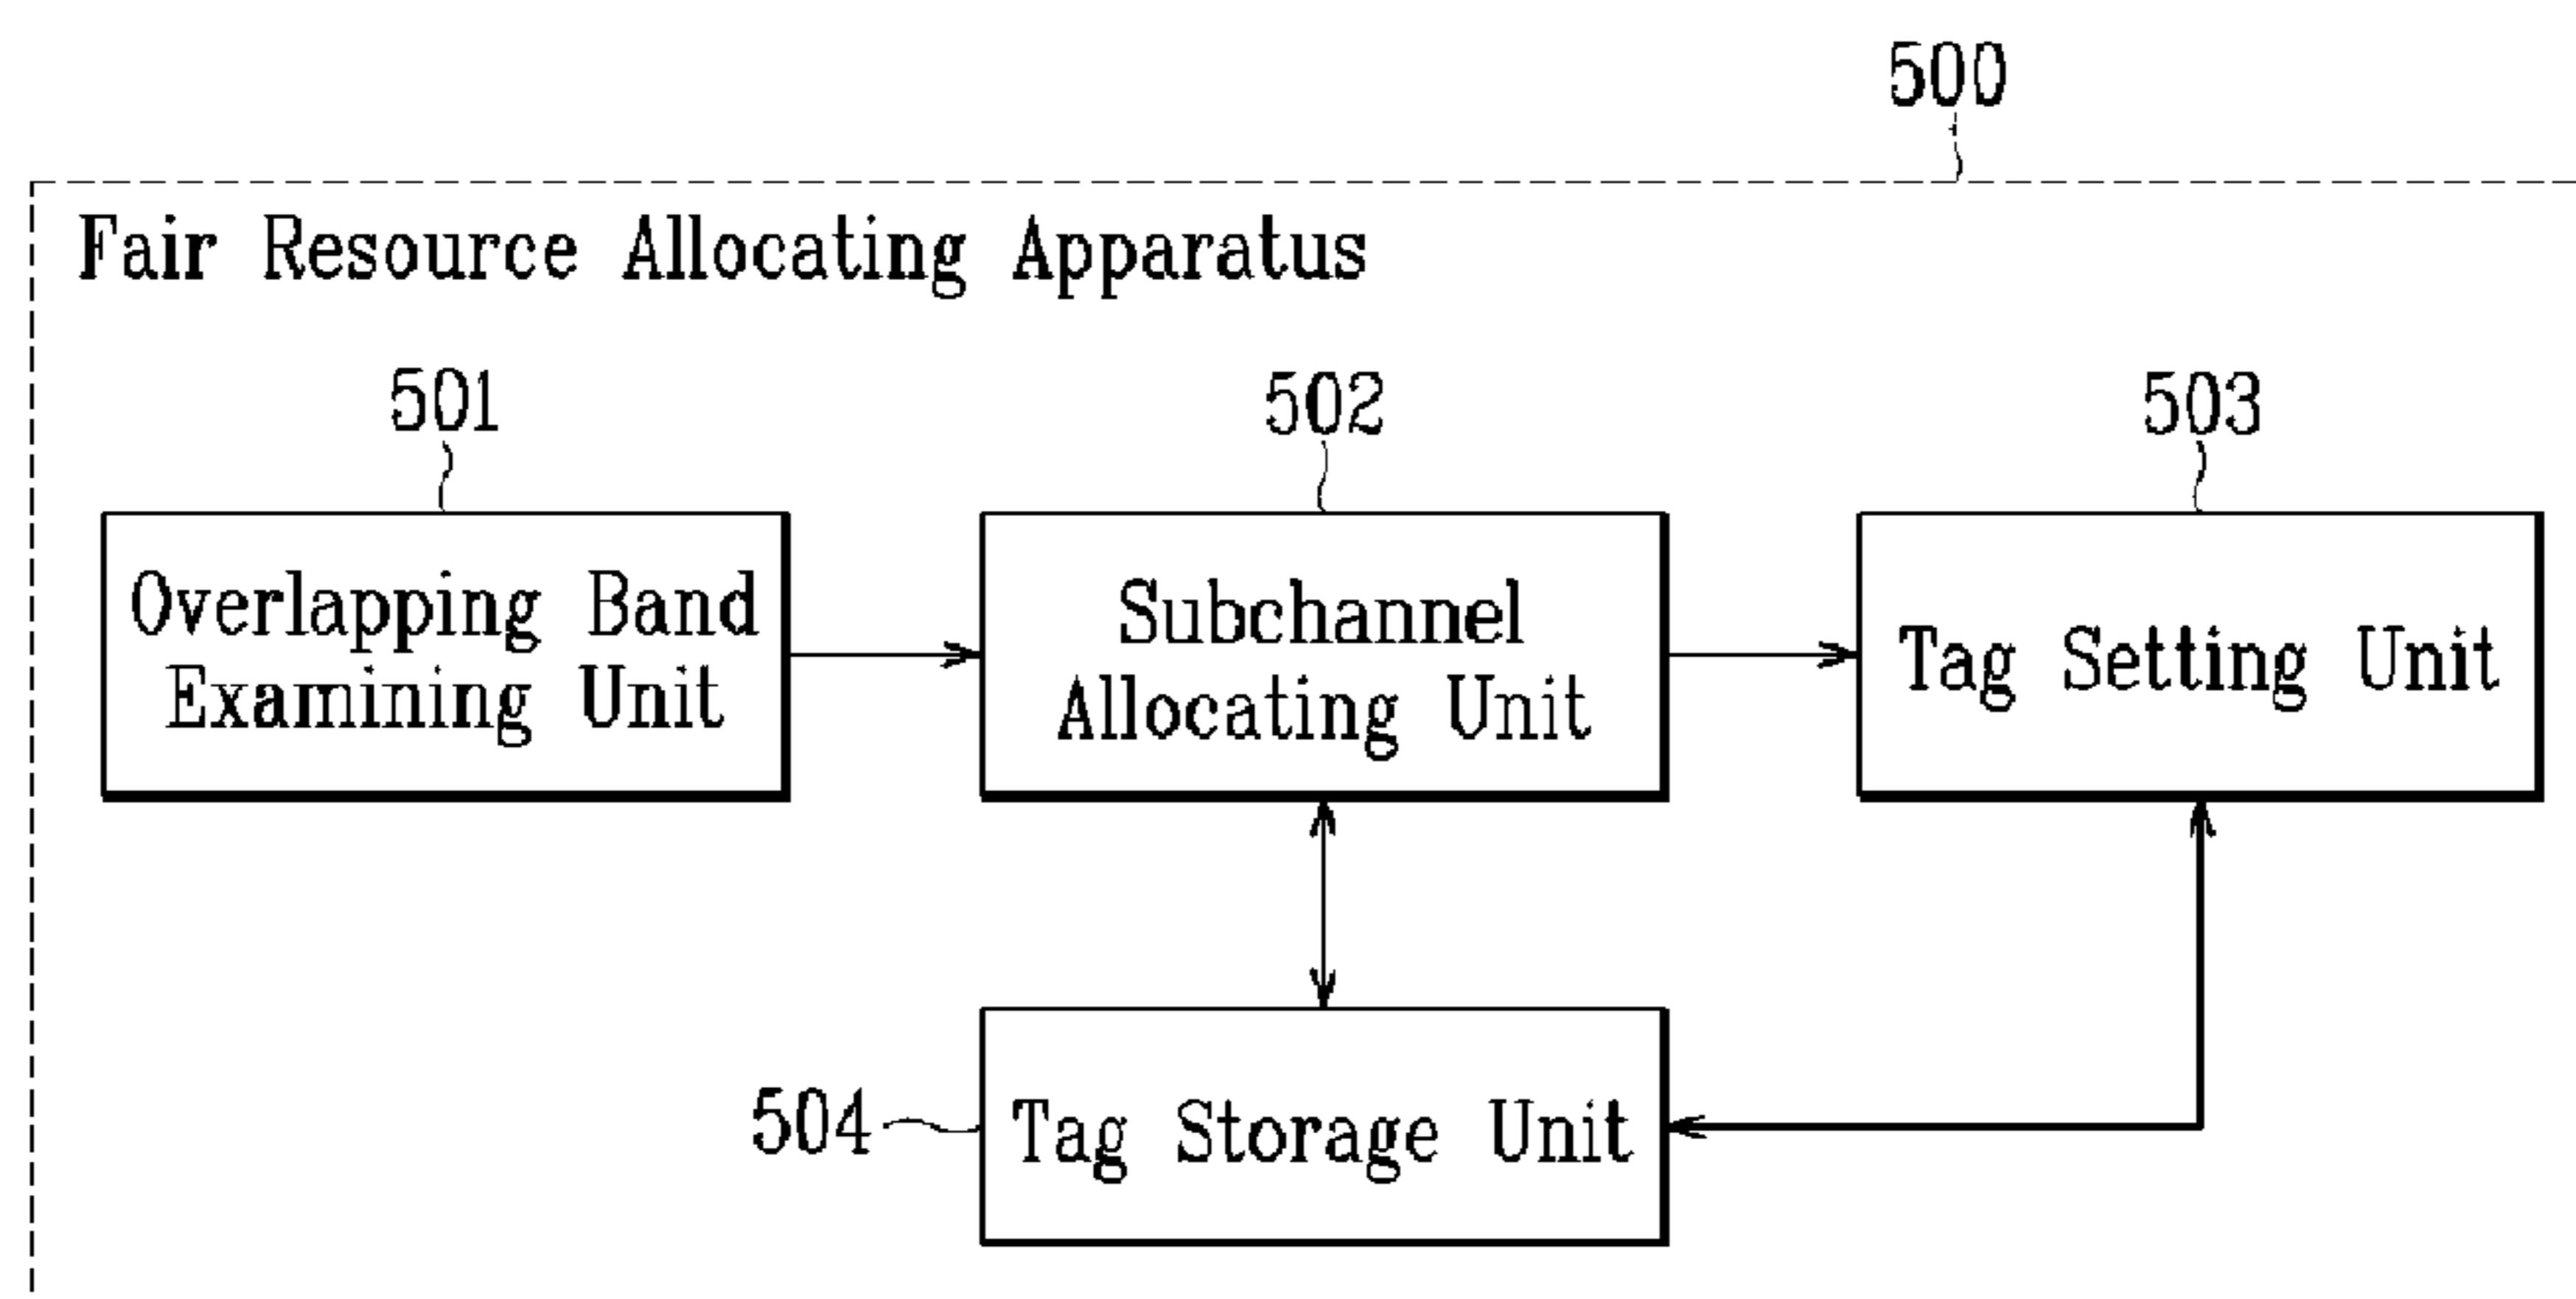 500
Fair Resource Allocating Apparatus
501
502
503
Overlapping Band
Examining Unit
Subchannel
Allocating Unit
Tag Setting Unit
504
Tag Storage Unit